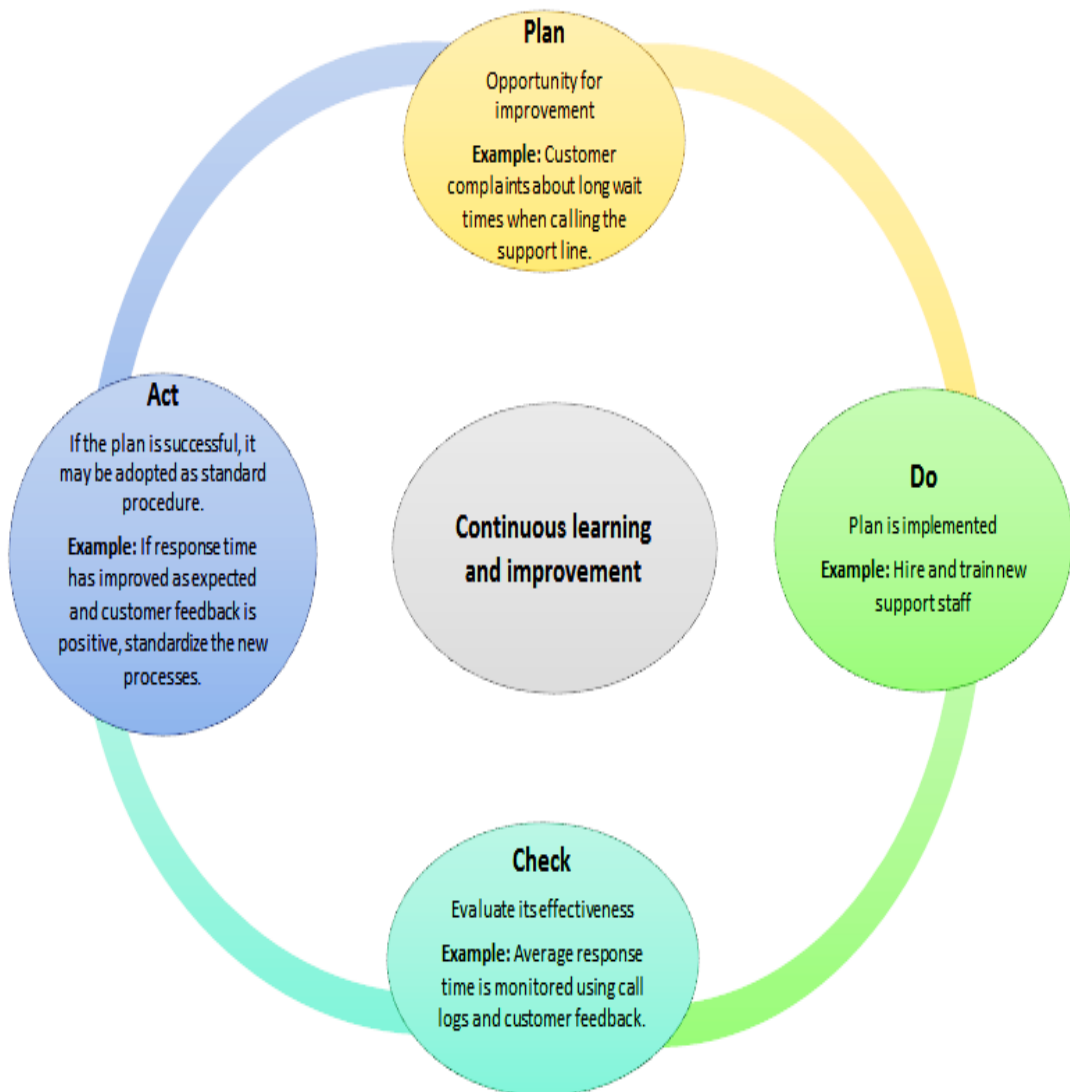 Plan
Opportunity for
improvement
Example: Customer
complaints about long wait
times when calling the
support line.
Do
Plan is implemented
Example: Hire and train new
support staff
Check
Evaluate its effectiveness
Example: Average response
time is monitored using call
logs and customer feedback.
Act
If the plan is successful, it
may be adopted as standard
procedure.
Example: If response time
has improved as expected
and customer feedback is
positive, standardize the new
processes.
Continuous learning
and improvement